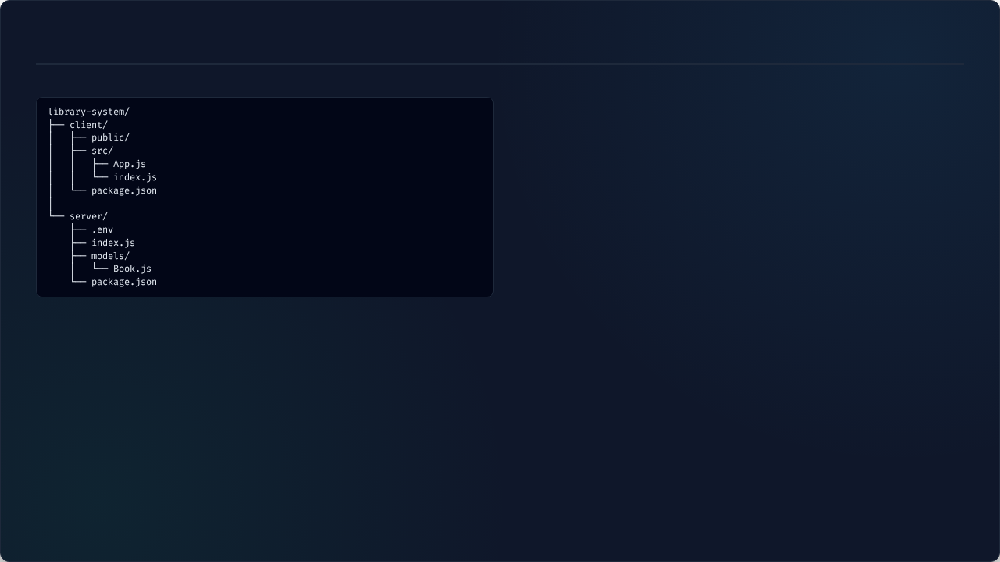 library-system/
├── client/
│   ├── public/
│   ├── src/
│   │   ├── App.js
│   │   └── index.js
│   └── package.json
│
└── server/
    ├── .env
    ├── index.js
    ├── models/
    │   └── Book.js
    └── package.json